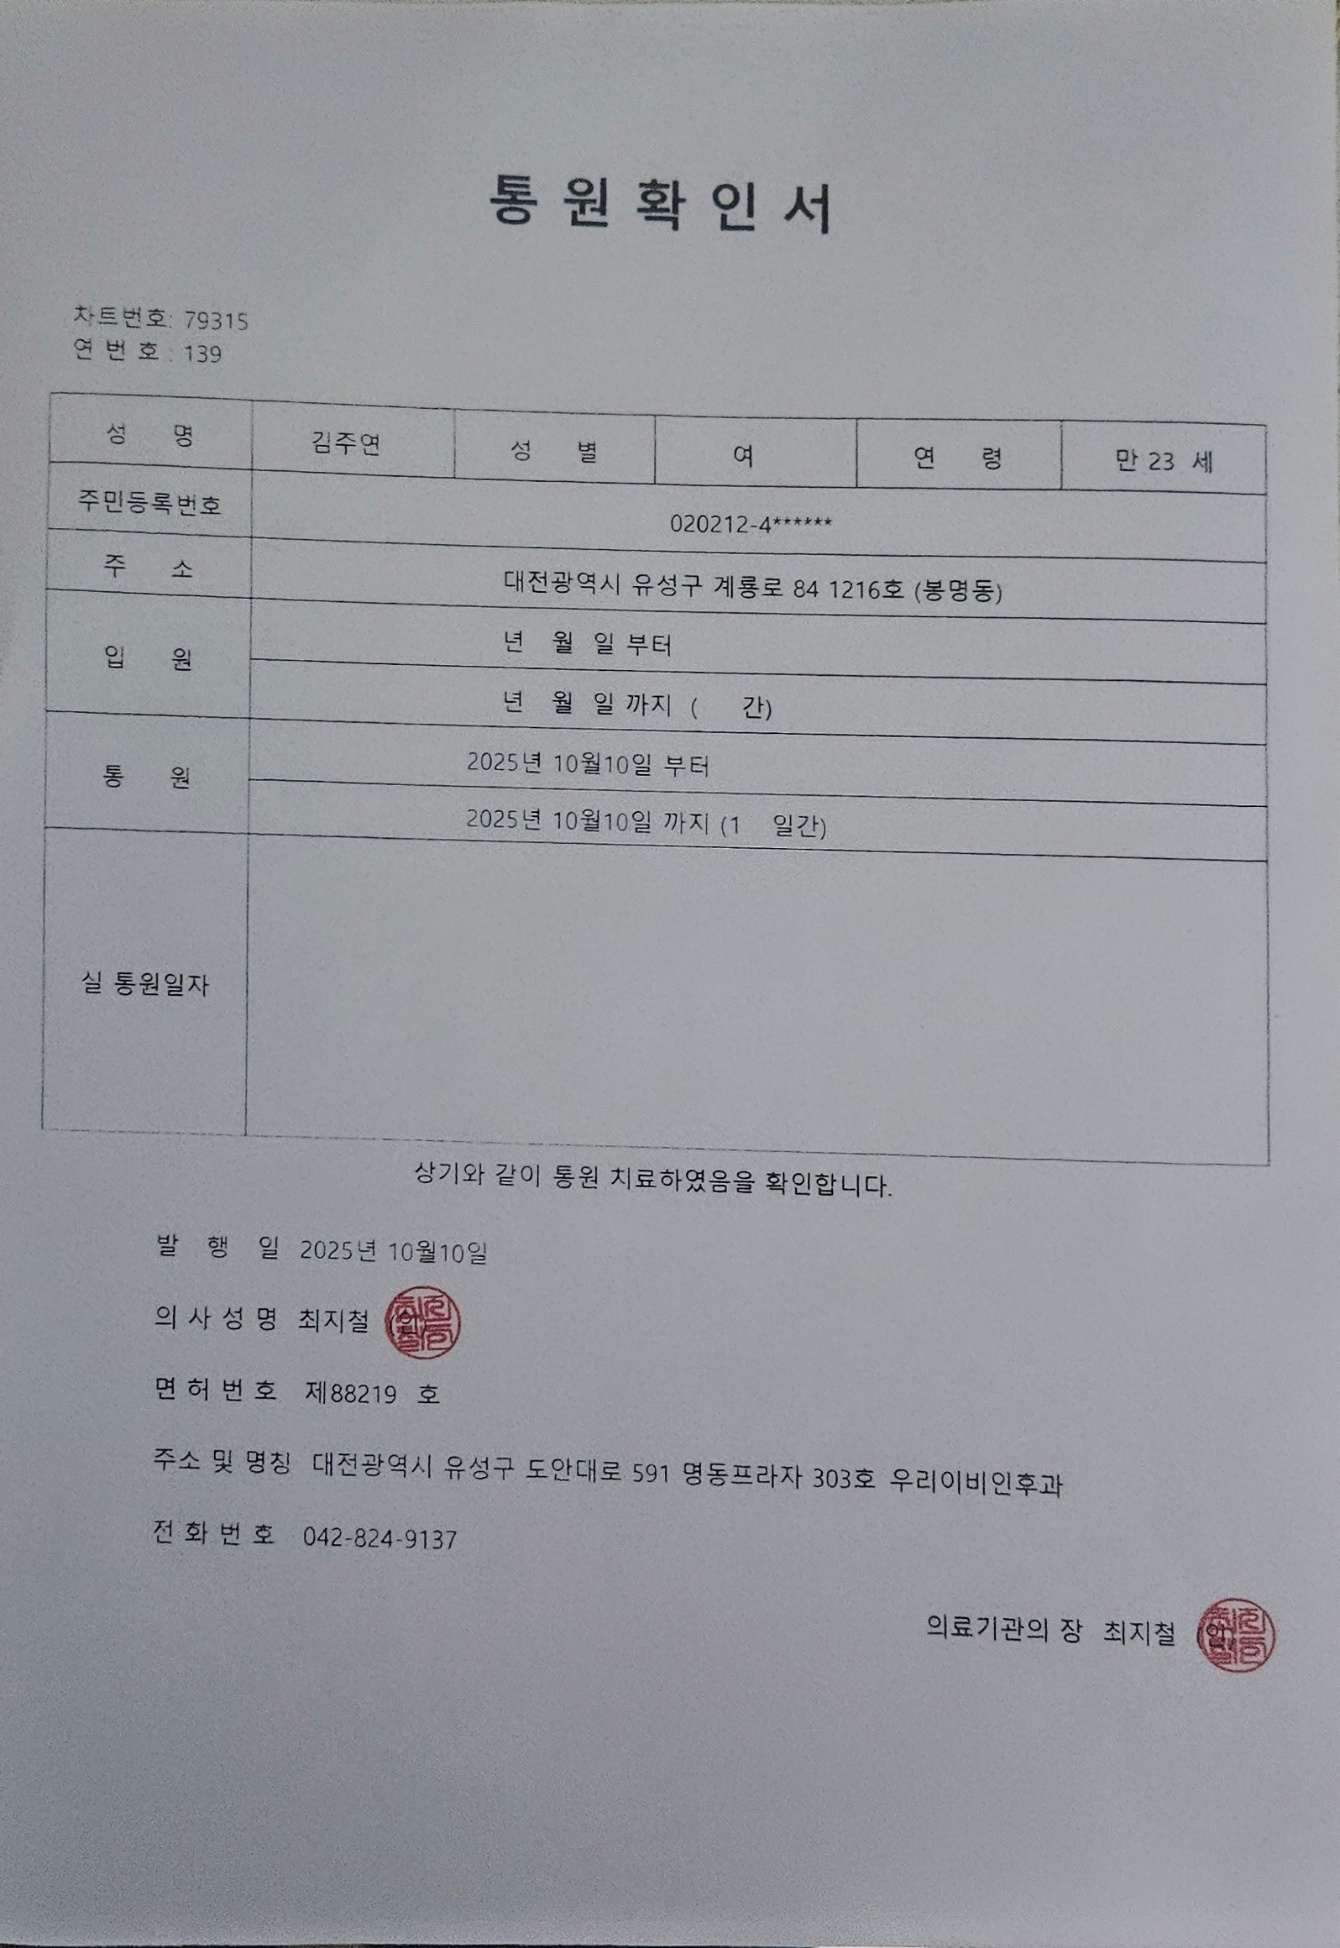 통 원 확 인 서
차트번호: 79315
연 번 호 : 139
성 명 김주연 성 별 여 연 령 만 23 세
주민등록번호 020212-4******
주 소 대전광역시 유성구 계룡로 84 1216호 (봉명동)
입 원 년 월 일 부터
년 월 일 까지 ( 간)
통 원 2025년 10월10일 부터
2025년 10월10일 까지 (1 일간)
실 통원일자
상기와 같이 통원 치료하였음을 확인합니다.
발 행 일 2025년 10월10일
의 사 성 명 최지철 (인)
면 허 번 호 제88219 호
주소 및 명칭 대전광역시 유성구 도안대로 591 명동프라자 303호 우리이비인후과
전 화 번 호 042-824-9137
의료기관의 장 최지철 (인)